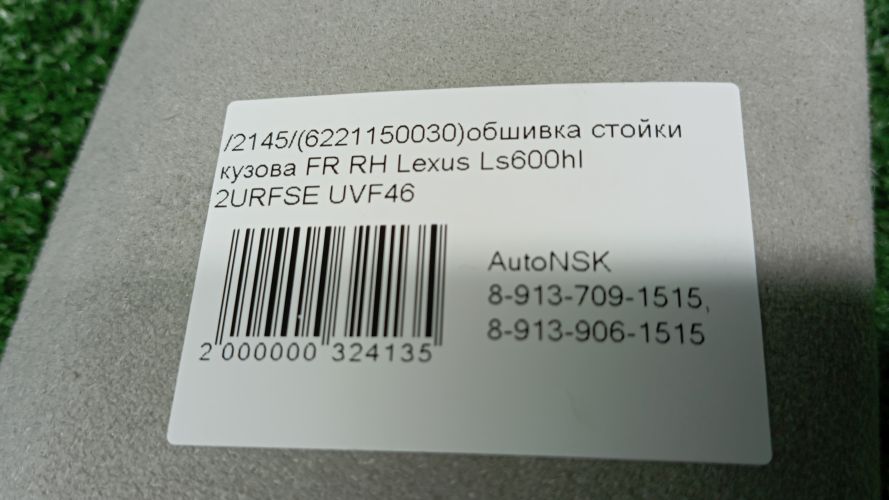 /2145/(6221150030)обшивка стойки
кузова FR RH Lexus Ls600hl
2URFSE UVF46
AutoNSK
8-913-709-1515,
8-913-906-1515
2 000000 324135